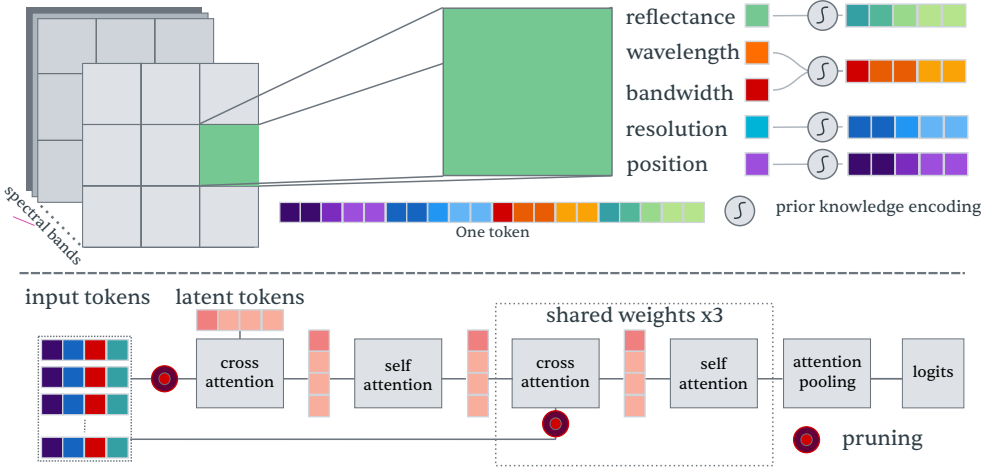 reflectance
wavelength
bandwidth
resolution
position
spectral bands
One token
prior knowledge encoding
input tokens
latent tokens
shared weights x3
cross
attention
self
attention
cross
attention
self
attention
attention
pooling
logits
pruning